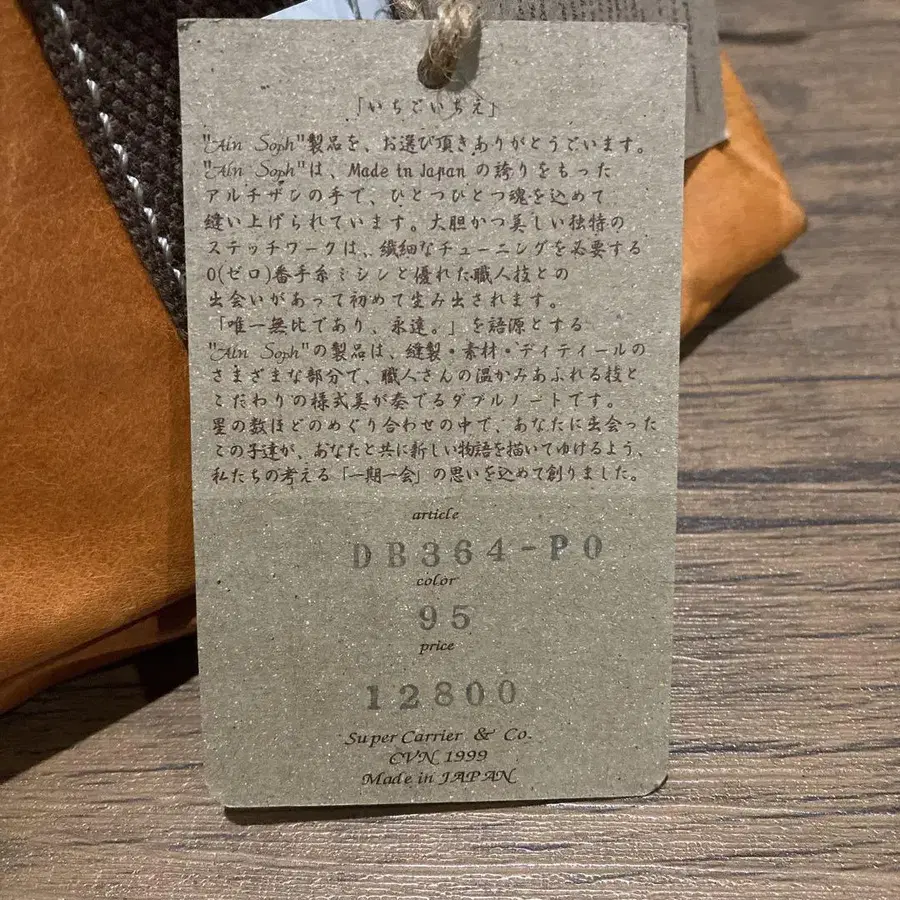 「いちごいちえ」
"Ain Soph"製品を、お選び頂きありがとうございます。
"Ain Soph"は、Made in Japan の誇りをもった
アルチザンの手で、ひとつひとつ魂を込めて
縫い上げられています。大胆かつ美しい独特の
ステッチワークは、繊細なチューニングを必要する
0(ゼロ)番手糸ミシンと優れた職人技との
出会いがあって初めて生み出されます。
「唯一無比であり、永遠。」を語源とする
"Ain Soph"の製品は、縫製・素材・ディティールの
さまざまな部分で、職人さんの温かみあふれる技と
こだわりの様式美が奏でるダブルノートです。
星の数ほどのめぐり合わせの中で、あなたに出会った
この子達が、あなたと共に新しい物語を描いてゆけるよう、
私たちの考える「一期一会」の思いを込めて創りました。
article
DB364-P0
color
95
price
12800
Super Carrier & Co.
CVN 1999
Made in JAPAN